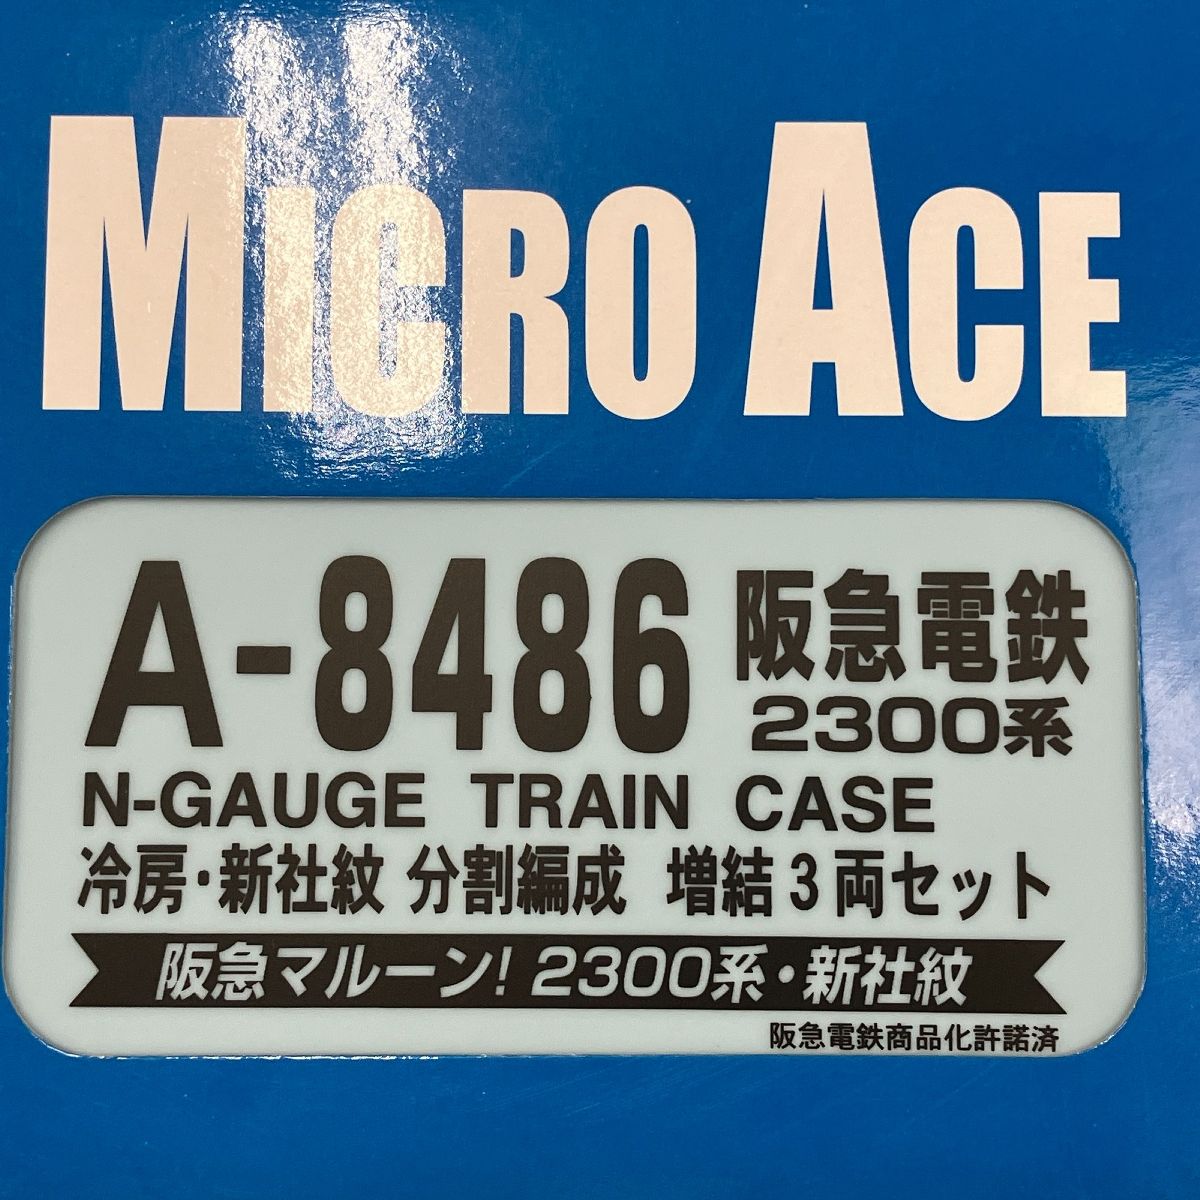 MICRO ACE
A-8486 阪急電鉄
2300系
N-GAUGE TRAIN CASE
冷房・新社紋 分割編成 増結3両セット
阪急マルーン! 2300系・新社紋
阪急電鉄商品化許諾済